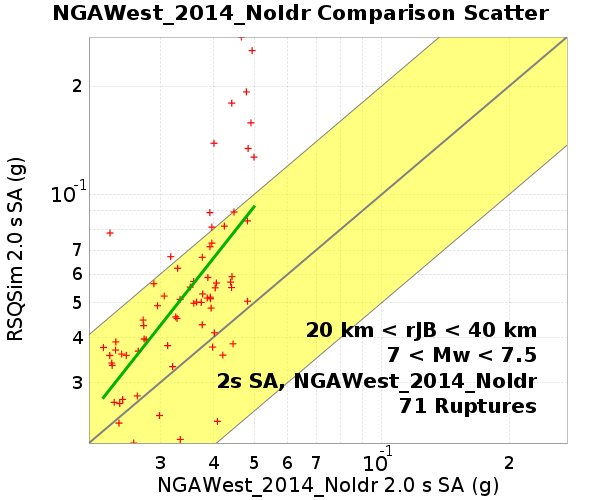 NGAWest_2014_NoIdr Comparison Scatter
RSQSim 2.0 s SA (g)
2
10⁻¹
7
6
5
4
3
20 km < rJB < 40 km
7 < Mw < 7.5
2s SA, NGAWest_2014_NoIdr
71 Ruptures
3 4 5 6 7 10⁻¹ 2
NGAWest_2014_NoIdr 2.0 s SA (g)